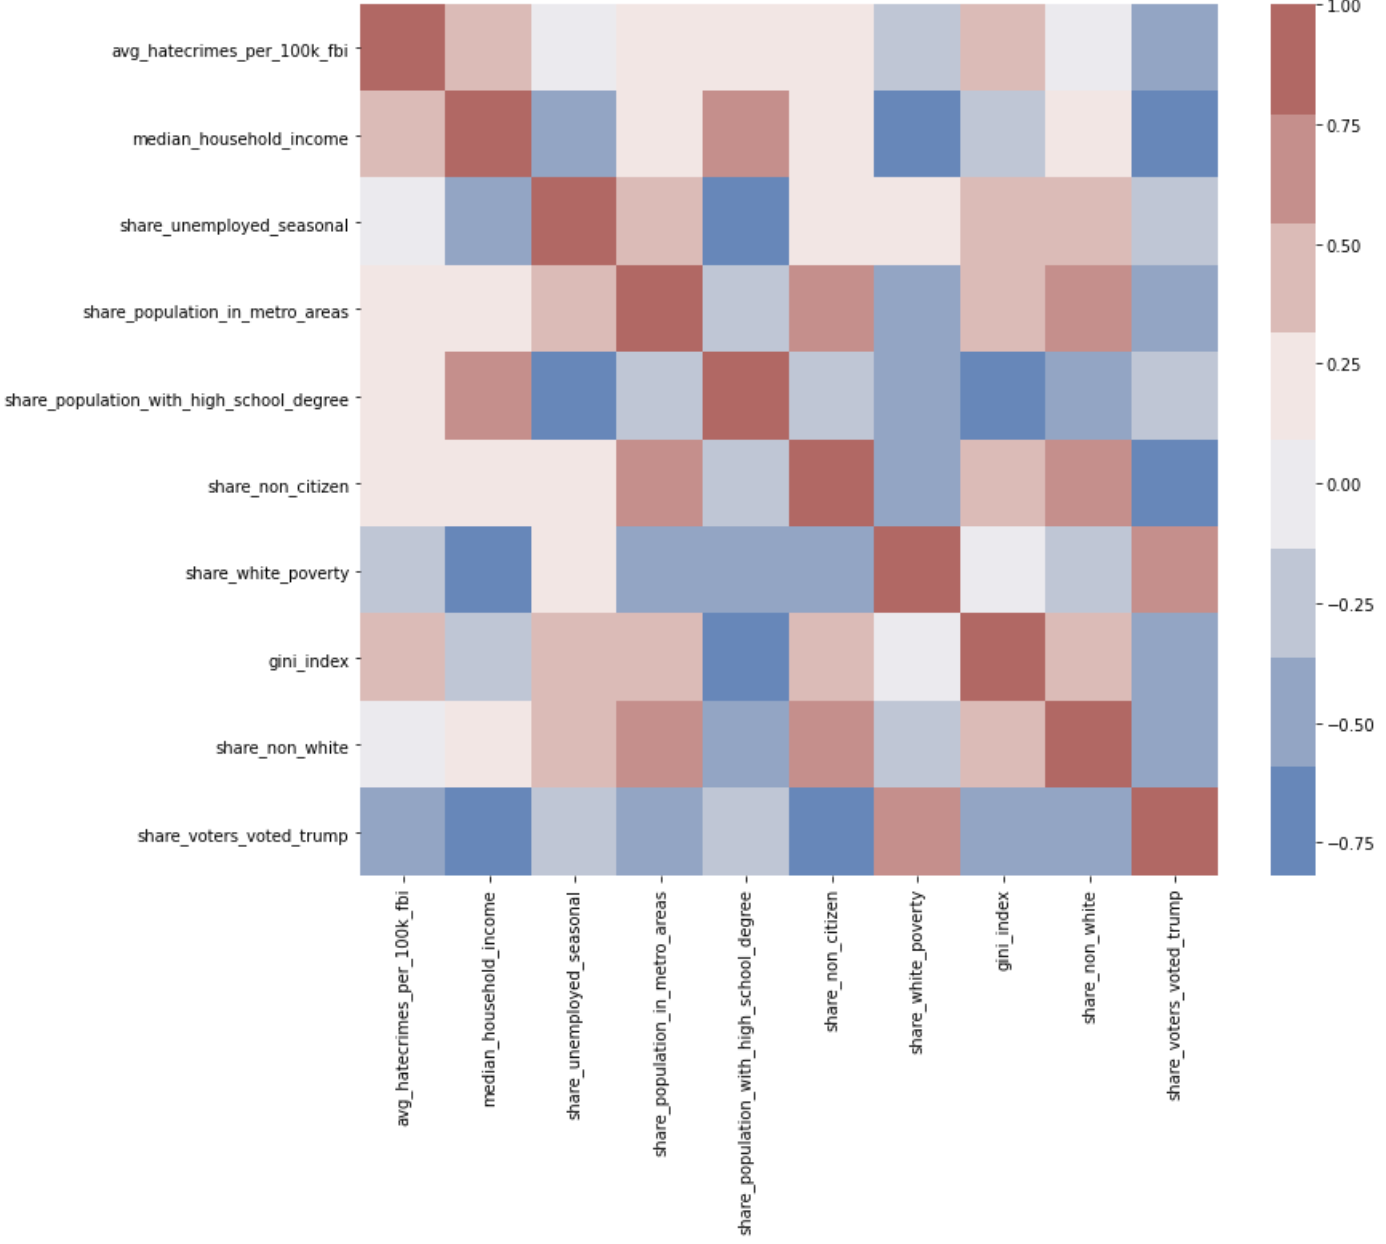 avg_hatecrimes_per_100k_fbi
median_household_income
share_unemployed_seasonal
share_population_in_metro_areas
share_population_with_high_school_degree
share_non_citizen
share_white_poverty
gini_index
share_non_white
share_voters_voted_trump
avg_hatecrimes_per_100k_fbi
median_household_income
share_unemployed_seasonal
share_population_in_metro_areas
share_population_with_high_school_degree
share_non_citizen
share_white_poverty
gini_index
share_non_white
share_voters_voted_trump
1.00
0.75
0.50
0.25
0.00
−0.25
−0.50
−0.75